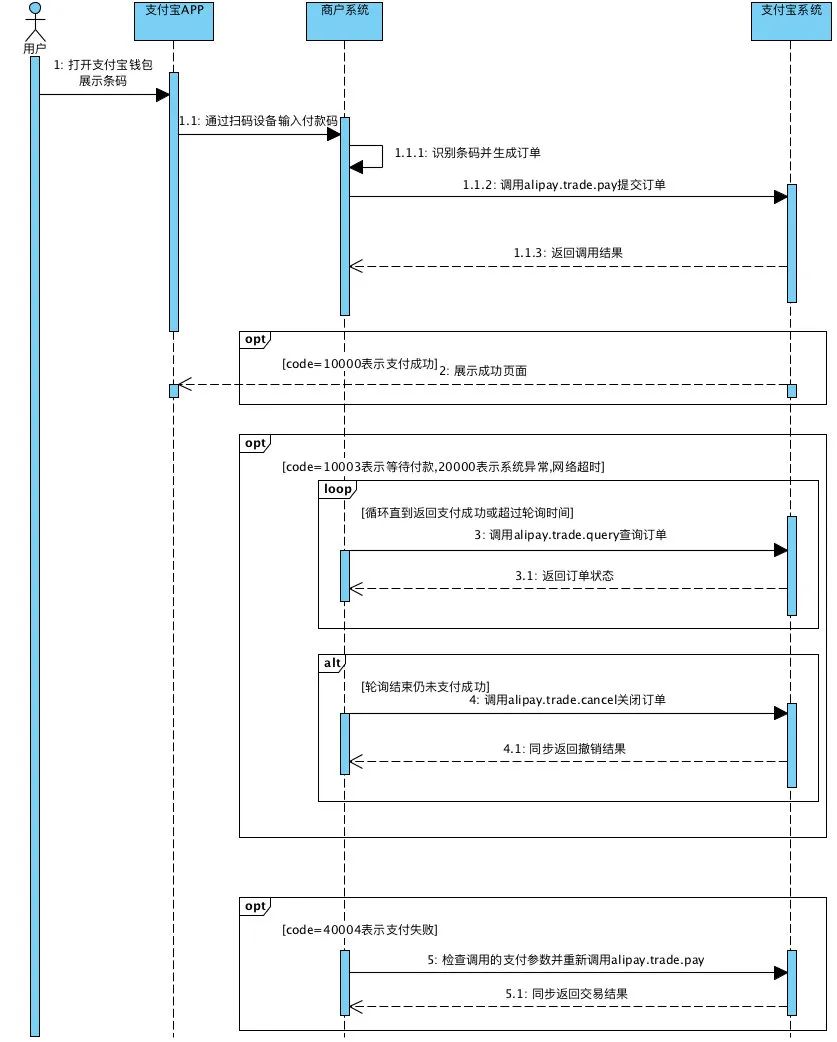 支付宝APP
商户系统
支付宝系统
用户
1: 打开支付宝钱包
展示条码
1.1: 通过扫码设备输入付款码
1.1.1: 识别条码并生成订单
1.1.2: 调用alipay.trade.pay提交订单
1.1.3: 返回调用结果
opt
[code=10000表示支付成功]
2: 展示成功页面
opt
[code=10003表示等待付款,20000表示系统异常,网络超时]
loop
[循环直到返回支付成功或超过轮询时间]
3: 调用alipay.trade.query查询订单
3.1: 返回订单状态
alt
[轮询结束仍未支付成功]
4: 调用alipay.trade.cancel关闭订单
4.1: 同步返回撤销结果
opt
[code=40004表示支付失败]
5: 检查调用的支付参数并重新调用alipay.trade.pay
5.1: 同步返回交易结果